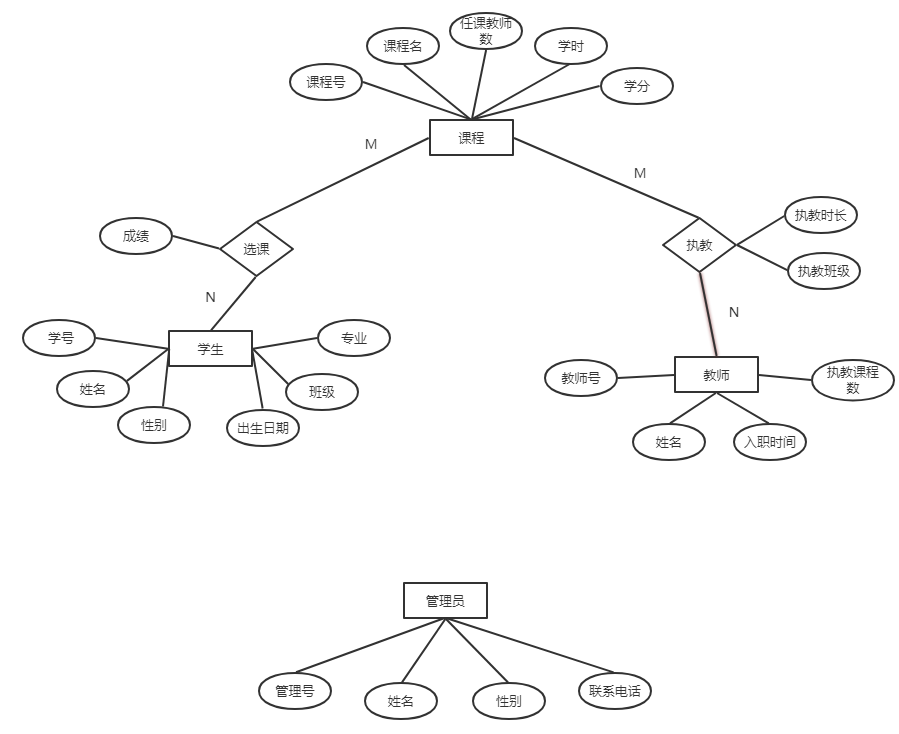 任课教师
数
课程名
学时
课程号
学分
课程
M
M
成绩
选课
执教
执教时长
执教班级
N
N
学号
学生
专业
姓名
班级
性别
出生日期
教师号
教师
执教课程
数
姓名
入职时间
管理员
管理号
姓名
性别
联系电话